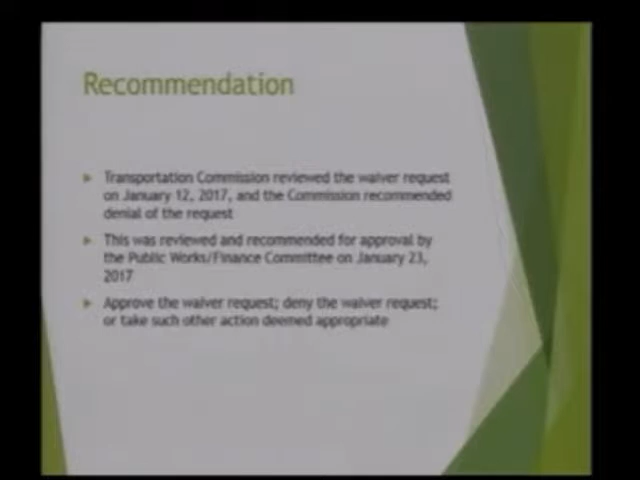 Recommendation
Transportation Commission reviewed the waiver request
on January 12, 2017, and the Commission recommended
denial of the request
This was reviewed and recommended for approval by
the Public Works/Finance Committee on January 23,
2017
Approve the waiver request; deny the waiver request;
or take such other action deemed appropriate